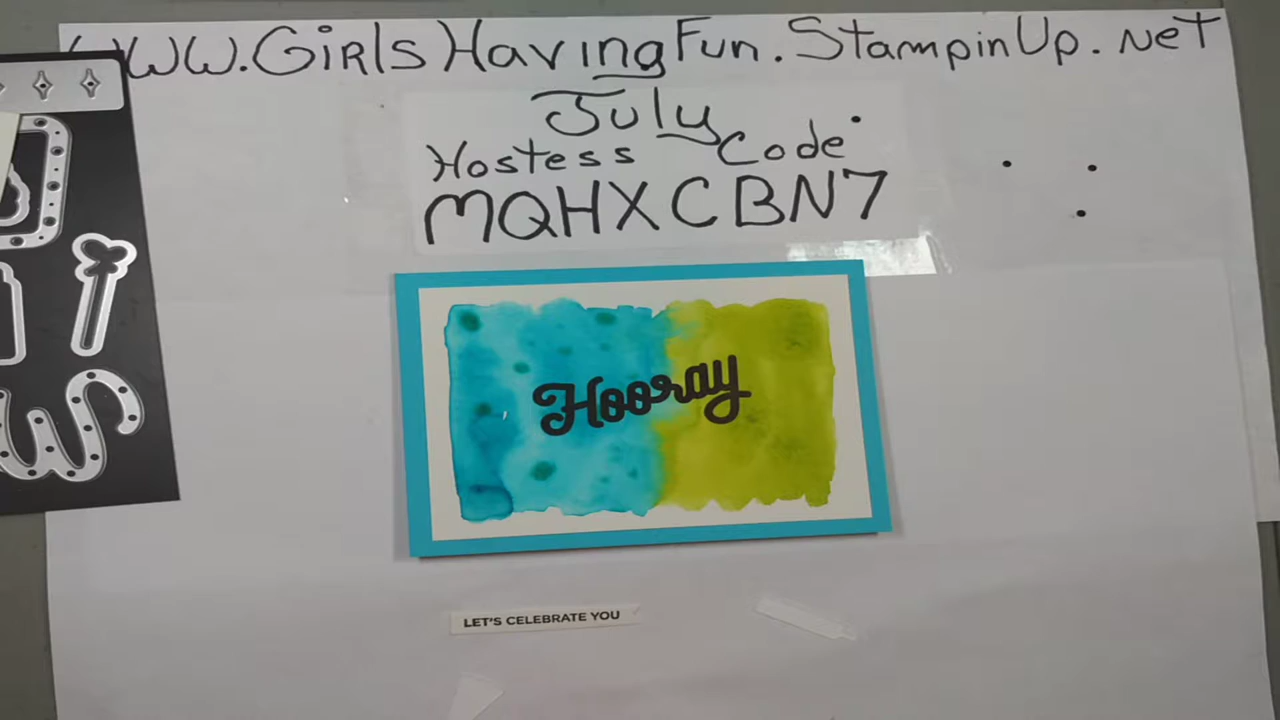 WWW.GirlsHavingFun.StampinUp.net
July
Hostess Code
MQHXCBN7
Hooray
LET'S CELEBRATE YOU